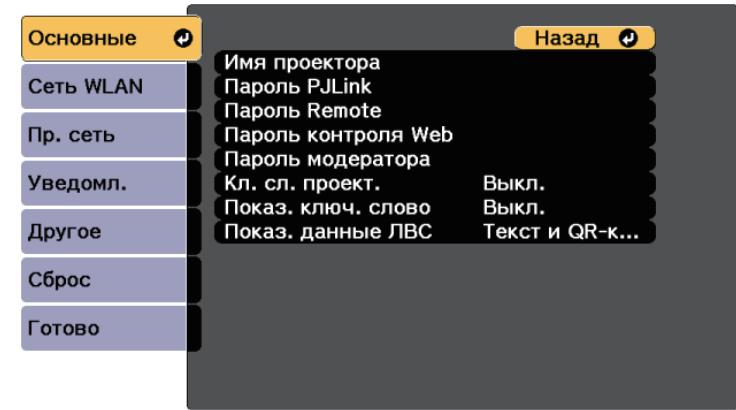 Основные
Сеть WLAN
Пр. сеть
Уведомл.
Другое
Сброс
Готово
Назад
Имя проектора
Пароль PJLink
Пароль Remote
Пароль контроля Web
Пароль модератора
Кл. сл. проект. Выкл.
Показ. ключ. слово Выкл.
Показ. данные ЛВС Текст и QR-к...